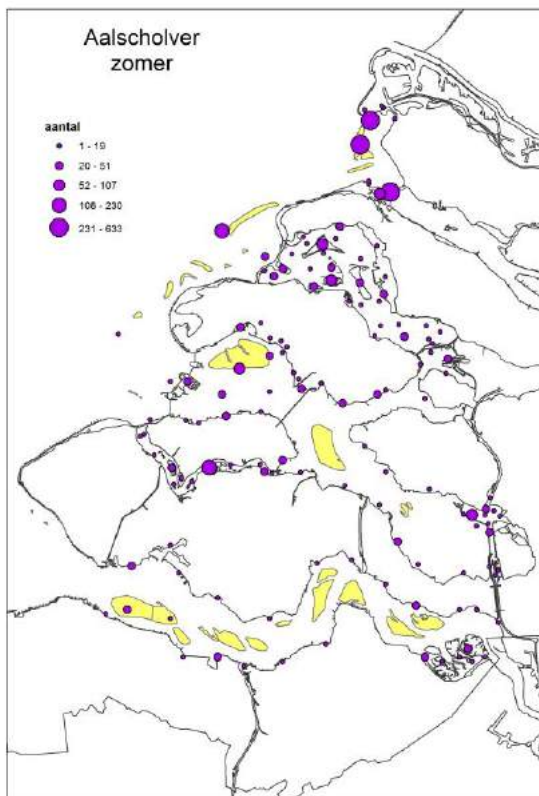 Aalscholver
zomer
aantal
1 - 19
20 - 51
52 - 107
108 - 230
231 - 633